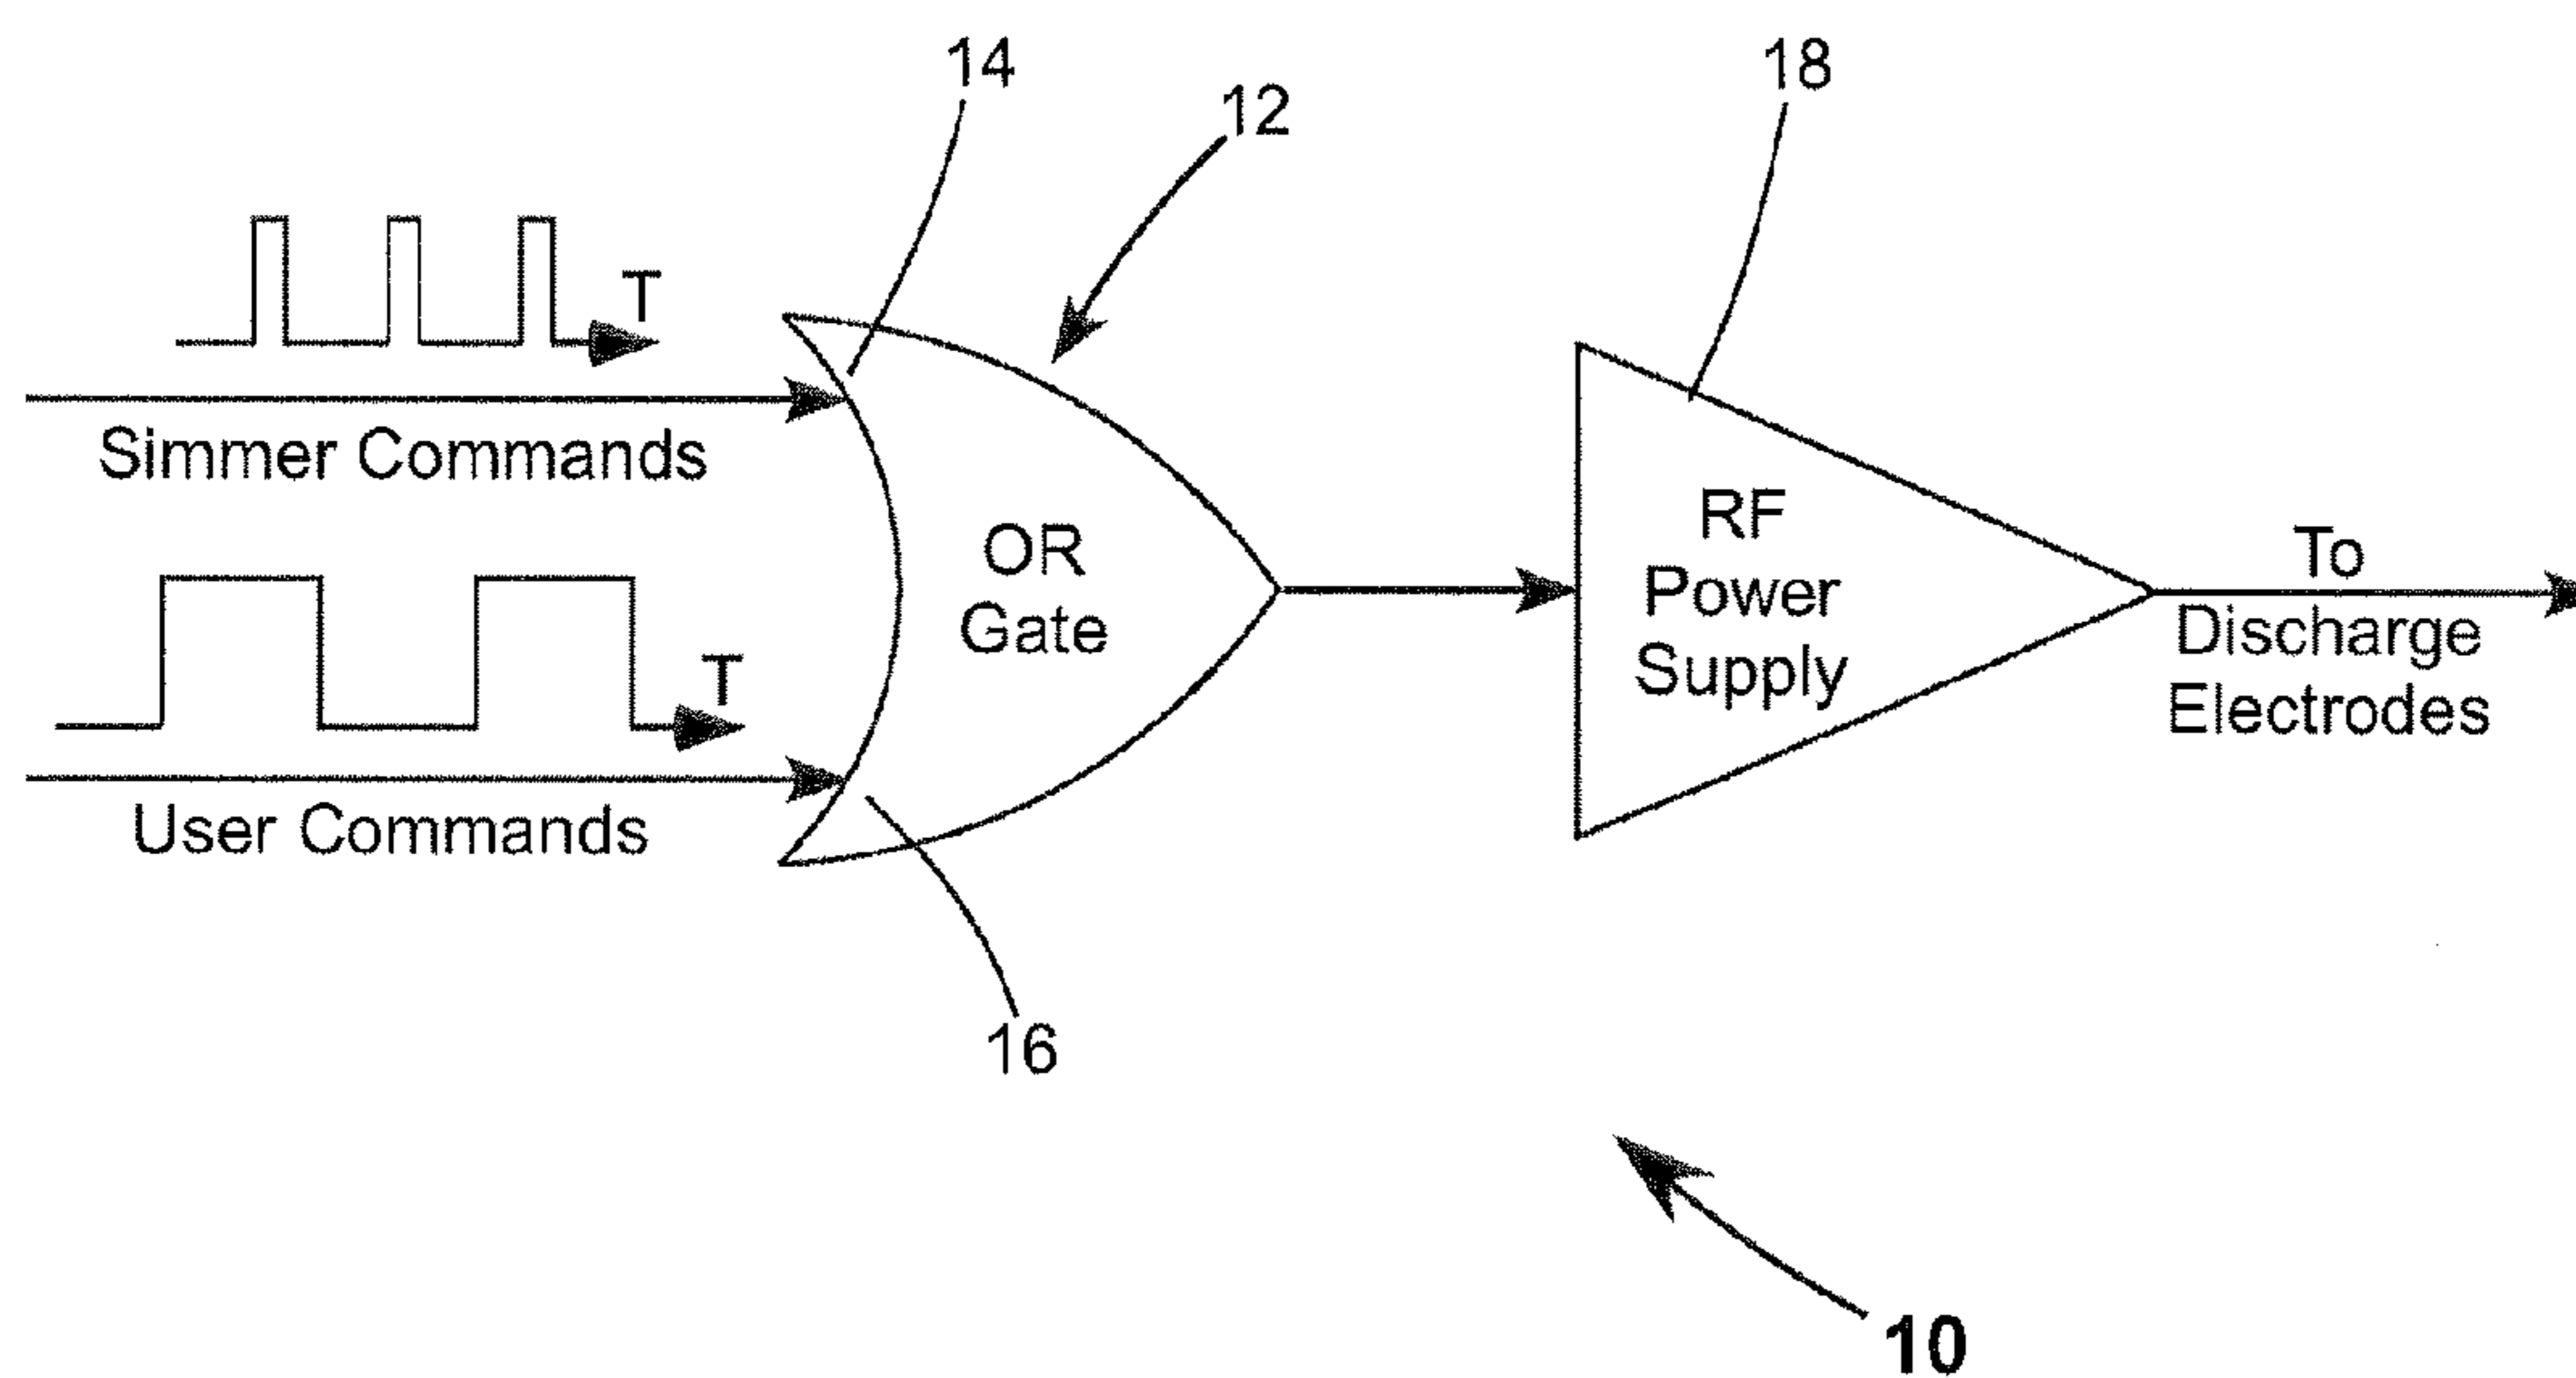 14
12
18
T
Simmer Commands
OR
Gate
RF
Power
Supply
To
Discharge
Electrodes
T
User Commands
16
10